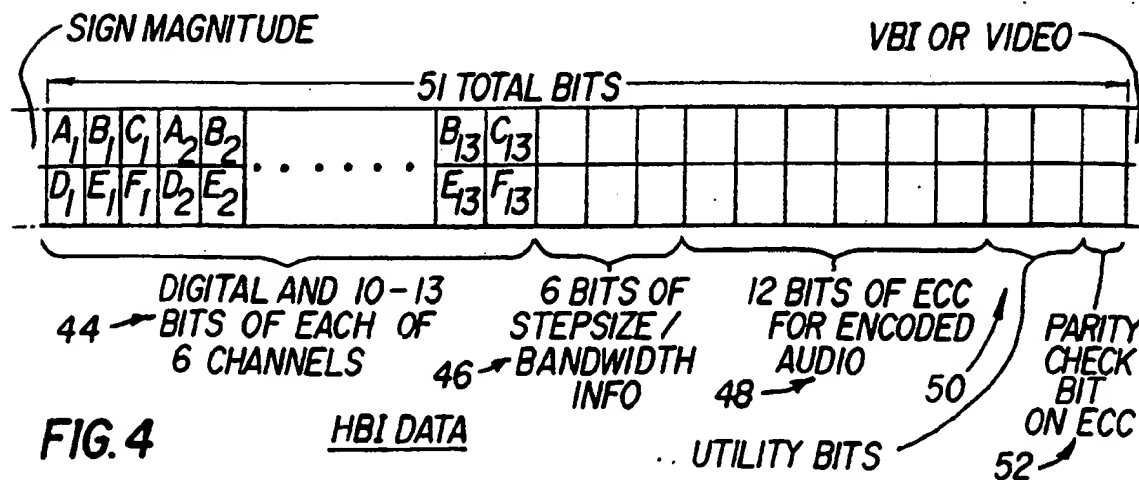 SIGN MAGNITUDE
VBI OR VIDEO
51 TOTAL BITS
A1 B1 C1 A2 B2 . . . . . . B13 C13
D1 E1 F1 D2 E2 E13 F13
44 DIGITAL AND 10-13
BITS OF EACH OF
6 CHANNELS
46 6 BITS OF
STEPSIZE /
BANDWIDTH
INFO
48 12 BITS OF ECC
FOR ENCODED
AUDIO
50
UTILITY BITS
PARITY
CHECK
BIT
ON ECC
52
FIG. 4
HBI DATA